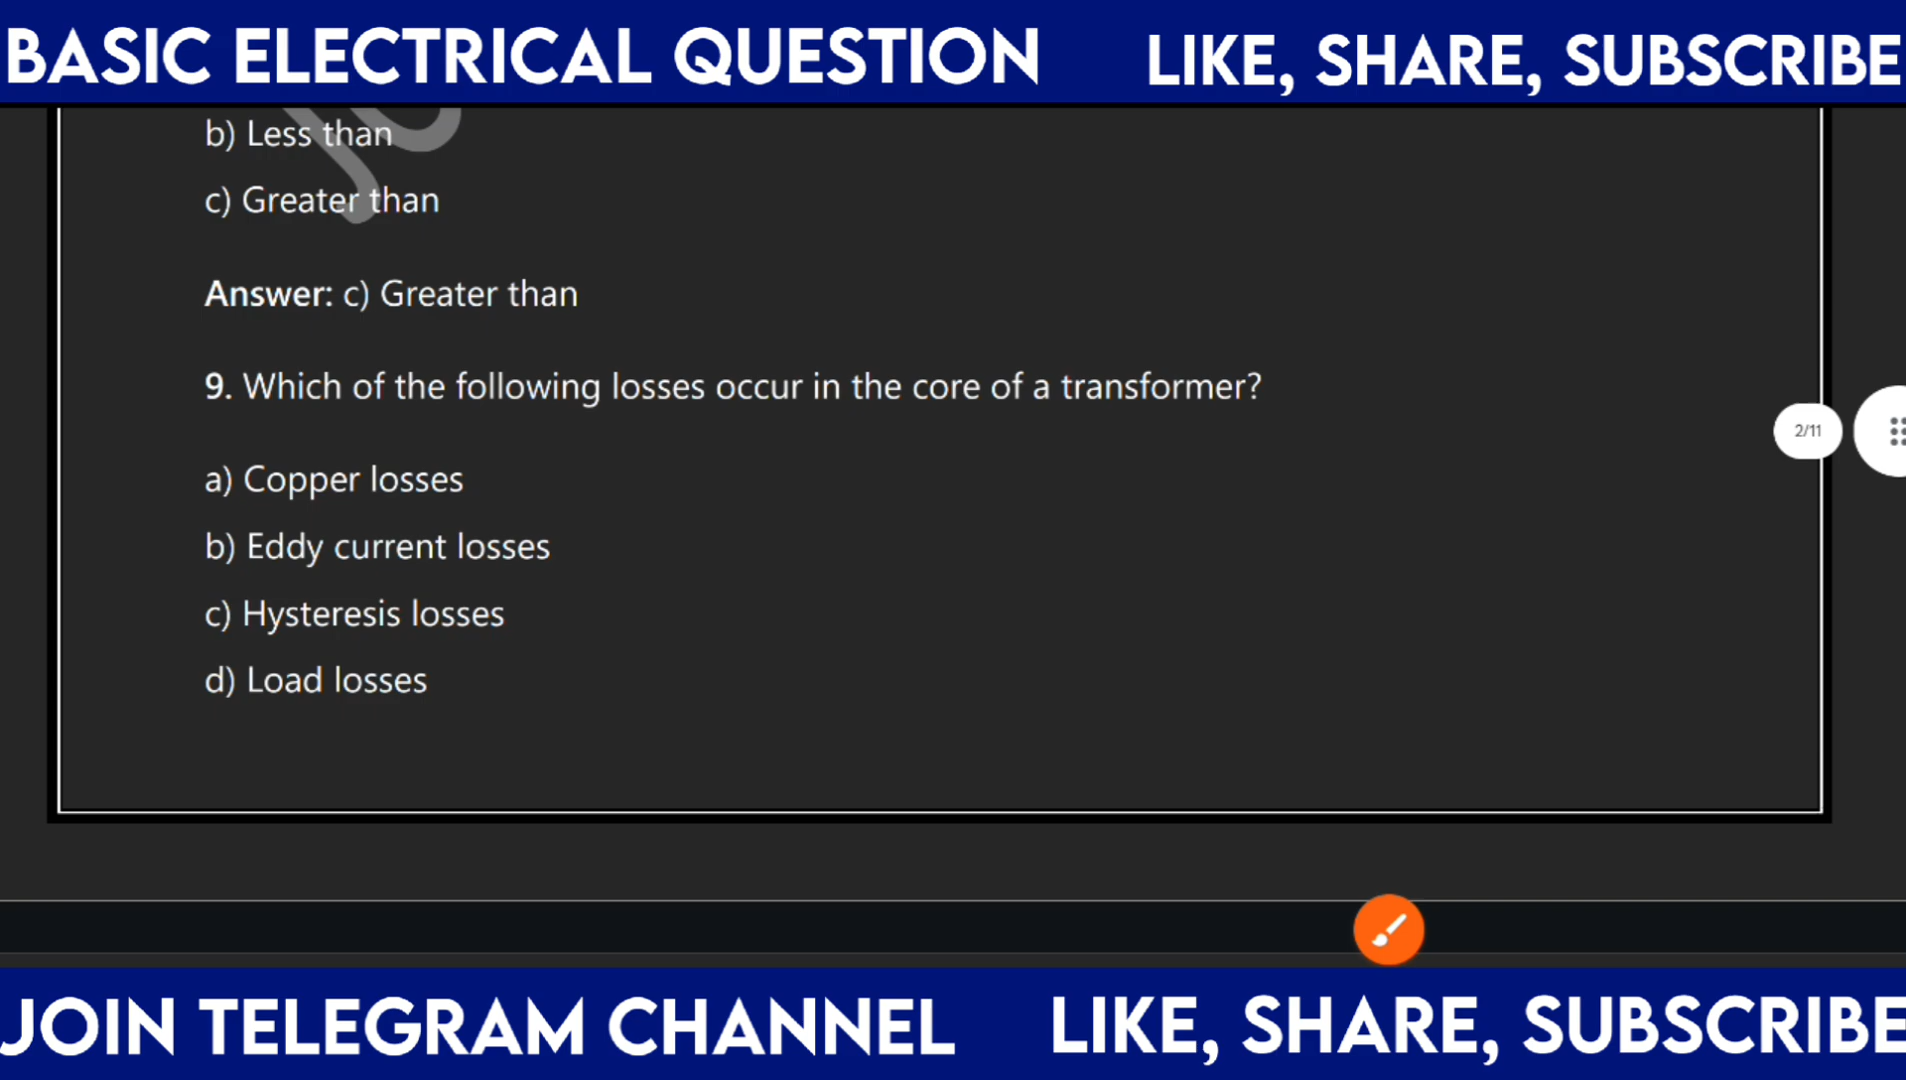 BASIC ELECTRICAL QUESTION LIKE, SHARE, SUBSCRIBE
b) Less than
c) Greater than
Answer: c) Greater than
9. Which of the following losses occur in the core of a transformer?
2/11
a) Copper losses
b) Eddy current losses
c) Hysteresis losses
d) Load losses
JOIN TELEGRAM CHANNEL LIKE, SHARE, SUBSCRIBE